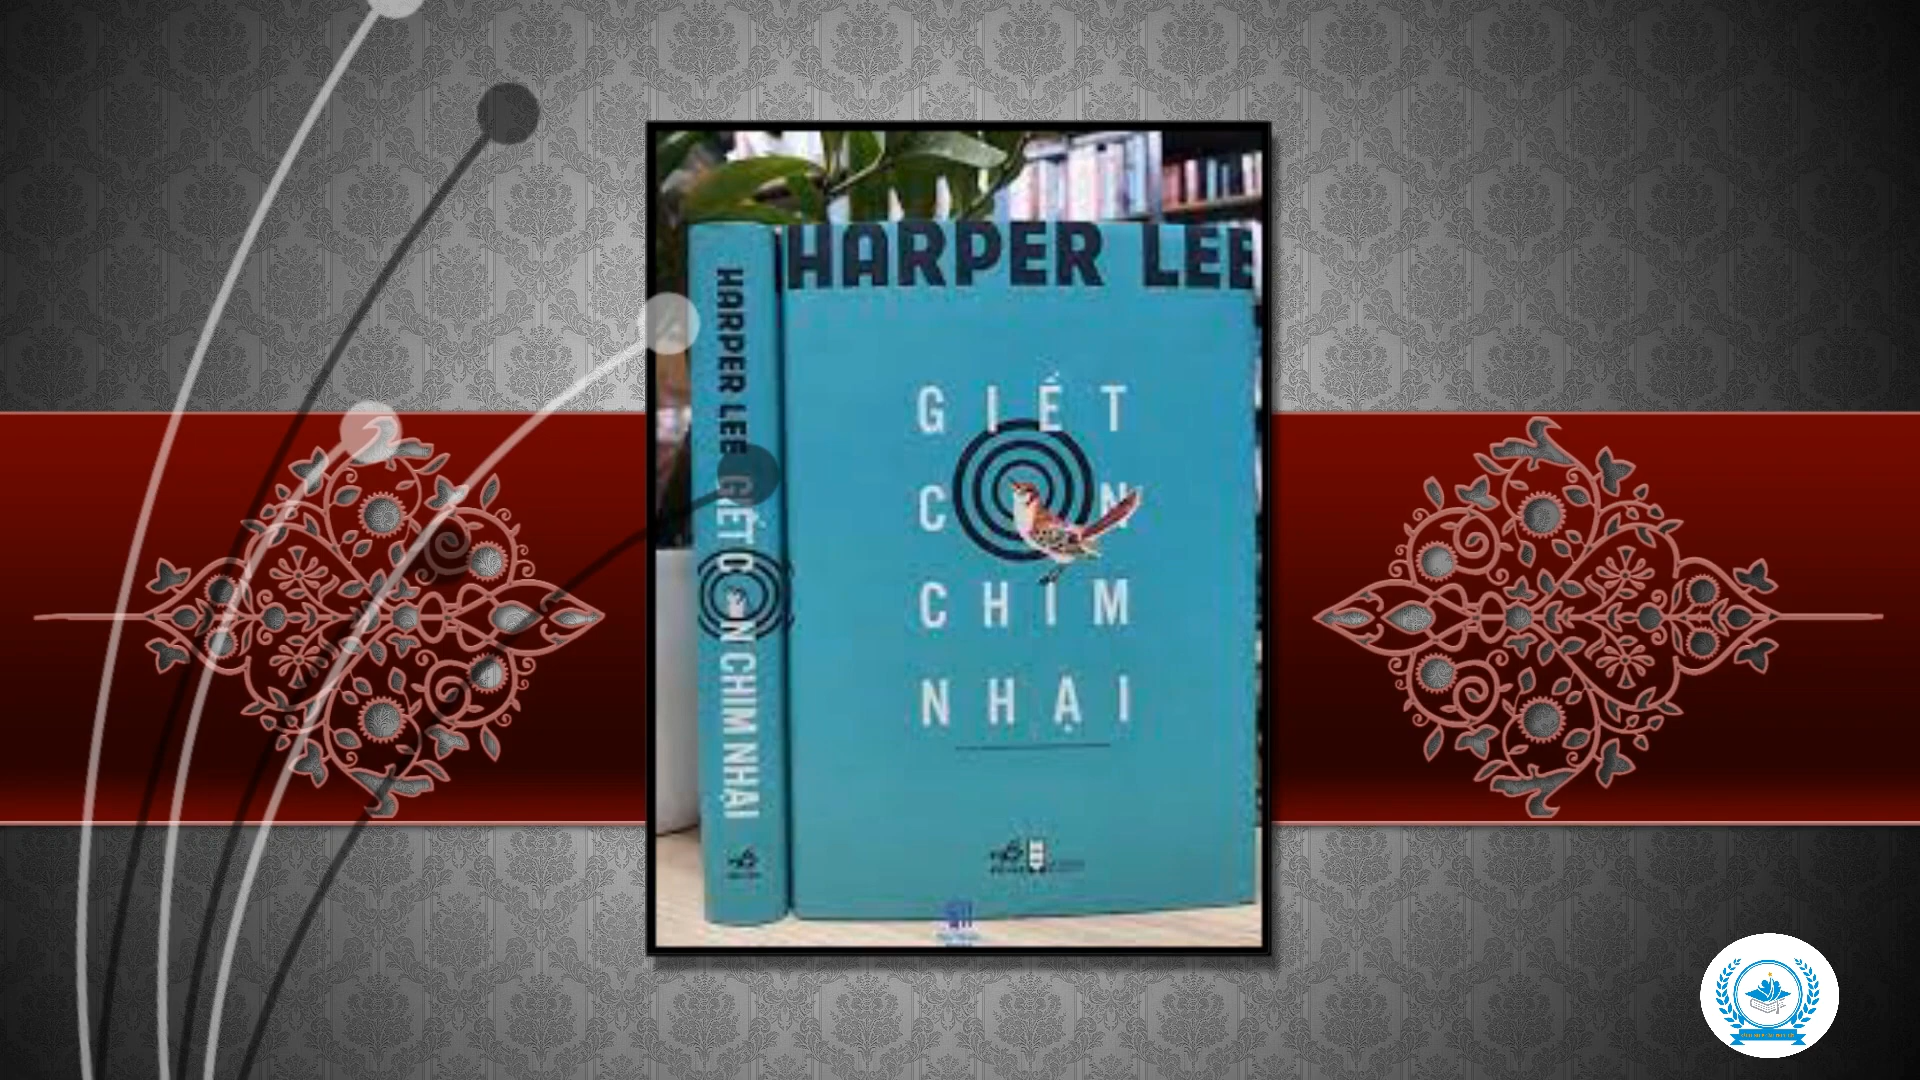 HARPER LEE
GIẾT CON CHIM NHẠI
HARPER LEE
GIẾT
CON
CHIM
NHẠI